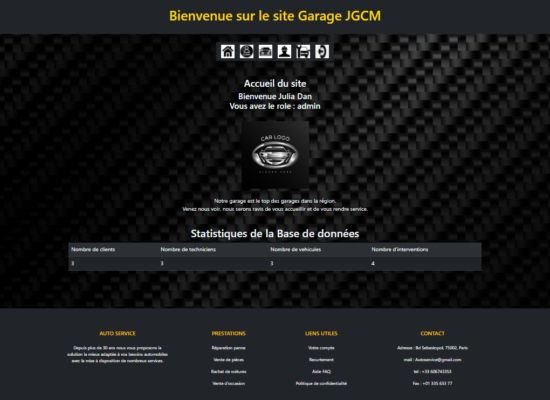 Bienvenue sur le site Garage JGCM
Accueil du site
Bienvenue Julia Dan
Vous avez le role : admin
CAR LOGO
Notre garage est le top des garages dans la région.
Venez nous voir, nous serons ravis de vous accueillir et de vous rendre service.
Statistiques de la Base de données
Nombre de clients Nombre de techniciens Nombre de vehicules Nombre d'interventions
3 3 3 4
AUTO SERVICE PRESTATIONS LIENS UTILES CONTACT
Depuis plus de 30 ans nous vous proposons la
solution la mieux adaptée à vos besoins automobiles
avec la mise à disposition de nombreux services.
Réparation panne
Vente de pièces
Rachat de voitures
Vente d'occasion
Votre compte
Recrutement
Aide-FAQ
Politique de confidentialité
Adresse : Bd Sebastopol, 75002, Paris
mail : Autoservice@gmail.com
tel : +33 606743353
Fax : +01 335 633 77